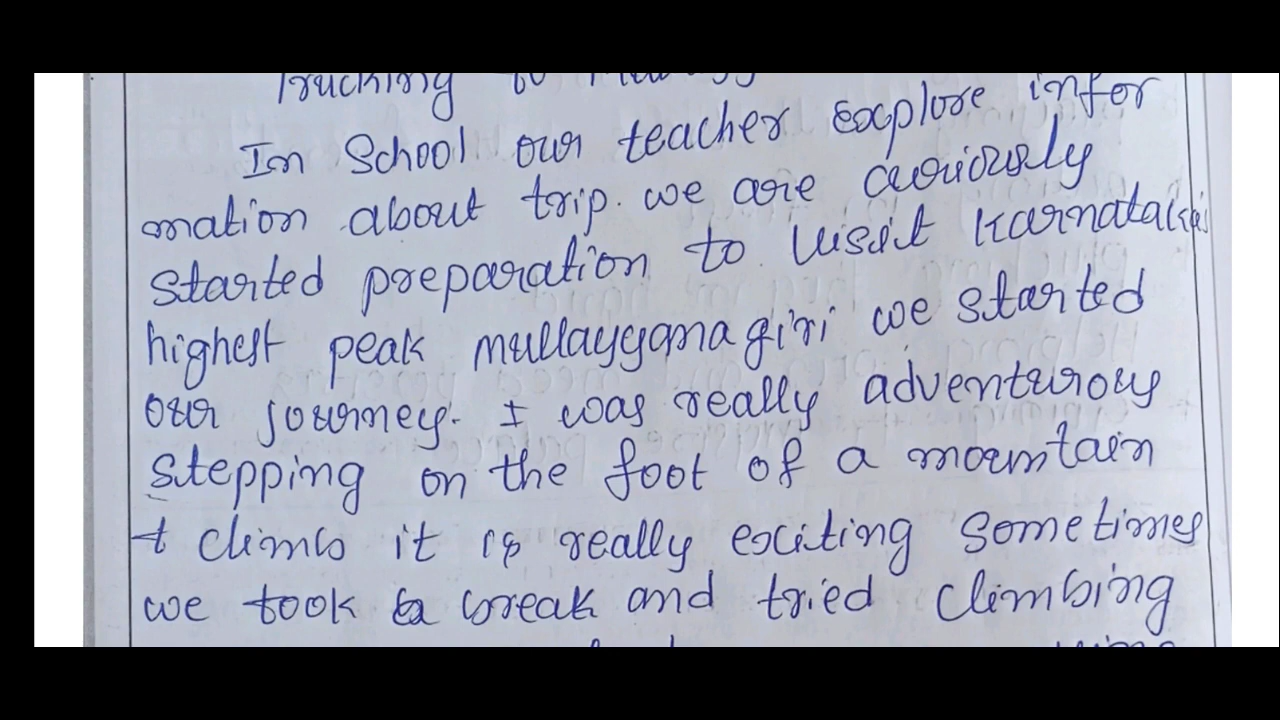 Trucking to
In School our teacher explore infor
mation about trip. we are curiously
started preparation to visit Karnataka's
highest peak mullayyanagiri we started
our journey. I was really adventurous
stepping on the foot of a mountain
t climb it is really exciting sometimes
we took a break and tried climbing